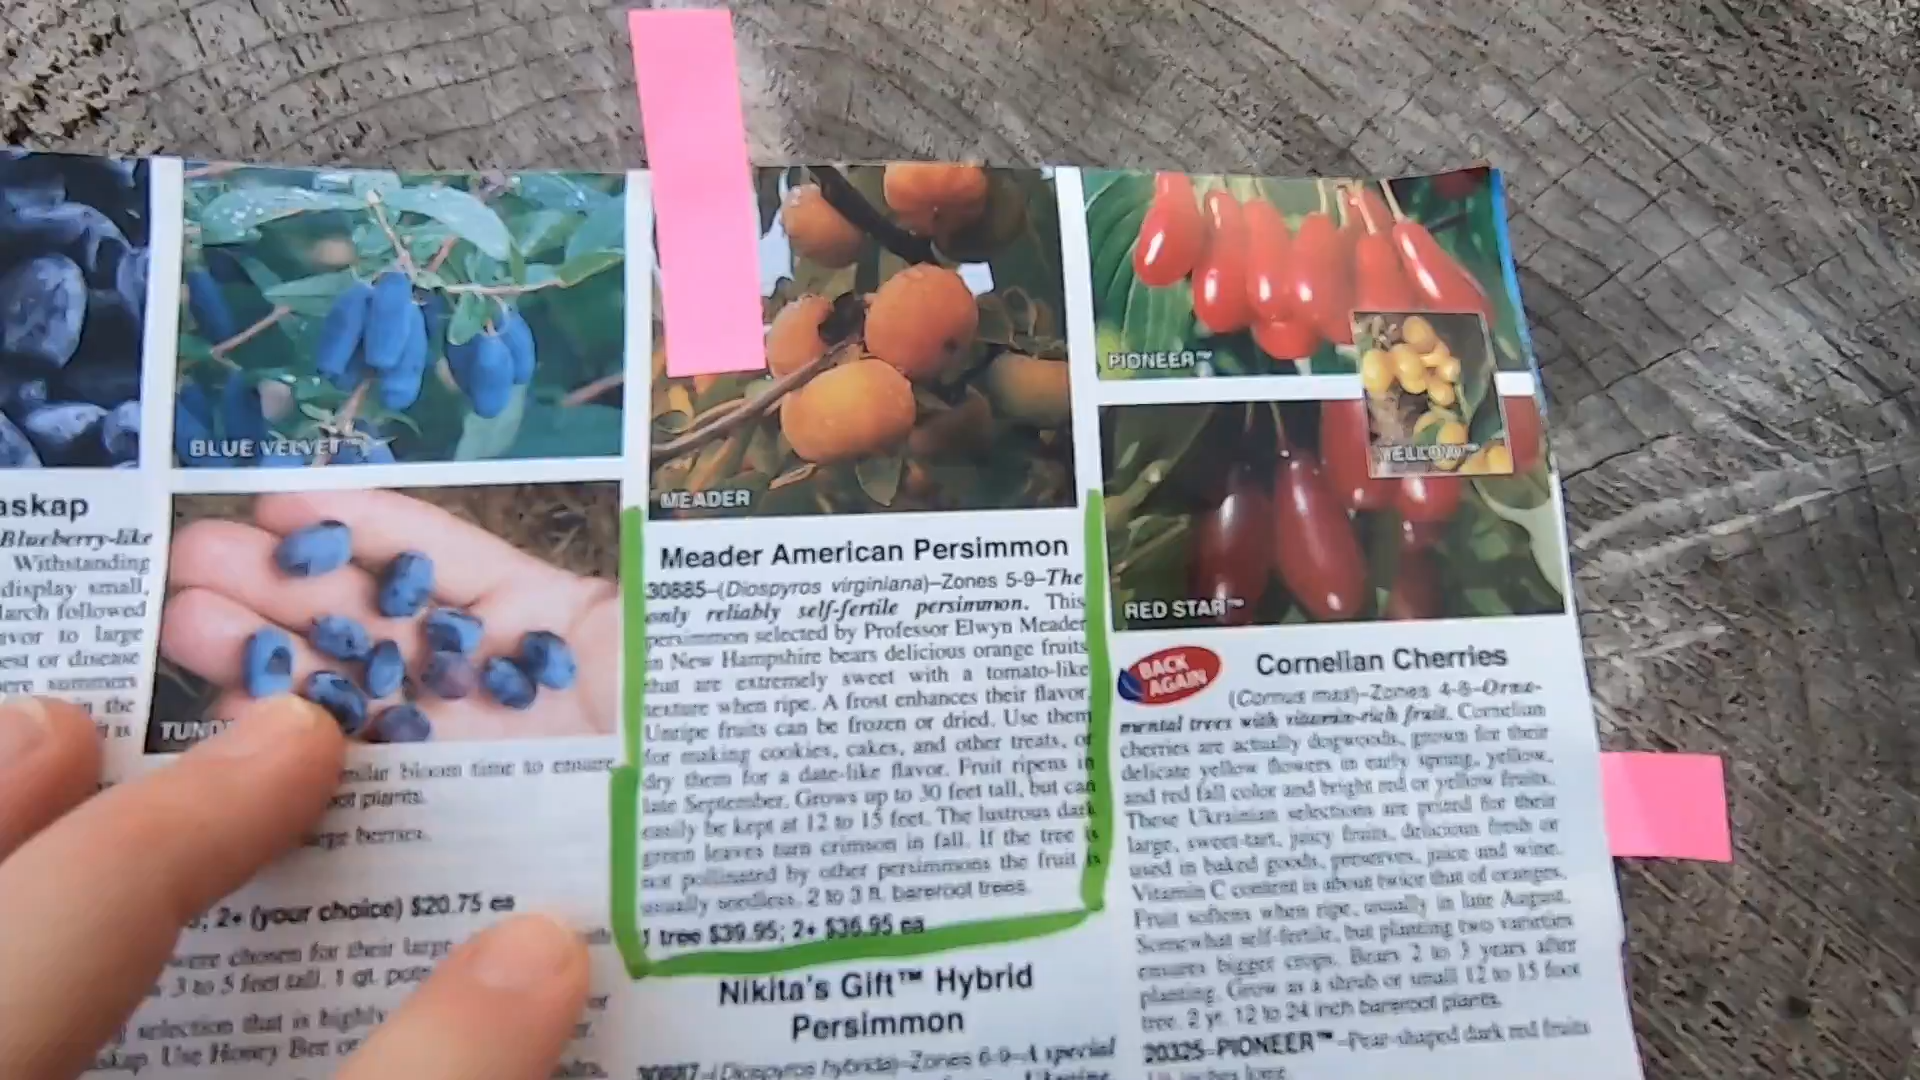 BLUE VELVET™
askap
Blueberry-like
Withstanding
display small,
larch followed
avor to large
est or disease
ere summers
in the
it is
TUND
similar bloom time to ensure
plants.
large berries.
2+ (your choice) $20.75 ea
were chosen for their large
3 to 5 feet tall. 1 qt. pots
selection that is highly
skap. Use Honey Bee or
MEADER
Meader American Persimmon
30885–(Diospyros virginiana)–Zones 5-9–The
only reliably self-fertile persimmon. This
persimmon selected by Professor Elwyn Meader
in New Hampshire bears delicious orange fruits
that are extremely sweet with a tomato-like
texture when ripe. A frost enhances their flavor.
Unripe fruits can be frozen or dried. Use them
for making cookies, cakes, and other treats, or
dry them for a date-like flavor. Fruit ripens in
late September. Grows up to 30 feet tall, but can
easily be kept at 12 to 15 feet. The lustrous dark
green leaves turn crimson in fall. If the tree is
not pollinated by other persimmons the fruit is
usually seedless. 2 to 3 ft. bareroot trees.
1 tree $39.95; 2+ $36.95 ea
Nikita's Gift™ Hybrid
Persimmon
30887–(Diospyros hybrida)–Zones 6-9–A special
PIONEER™
YELLOW™
RED STAR™
BACK
AGAIN
Cornelian Cherries
(Cornus mas)–Zones 4-8–Orna-
mental trees with vitamin-rich fruit. Cornelian
cherries are actually dogwoods, grown for their
delicate yellow flowers in early spring, yellow,
and red fall color and bright red or yellow fruits.
These Ukrainian selections are prized for their
large, sweet-tart, juicy fruits, delicious fresh or
used in baked goods, preserves, juice and wine.
Vitamin C content is about twice that of oranges.
Fruit softens when ripe, usually in late August.
Somewhat self-fertile, but planting two varieties
ensures bigger crops. Bears 2 to 3 years after
planting. Grow as a shrub or small 12 to 15 foot
tree. 2 yr. 12 to 24 inch bareroot plants.
20325–PIONEER™–Pear-shaped dark red fruits